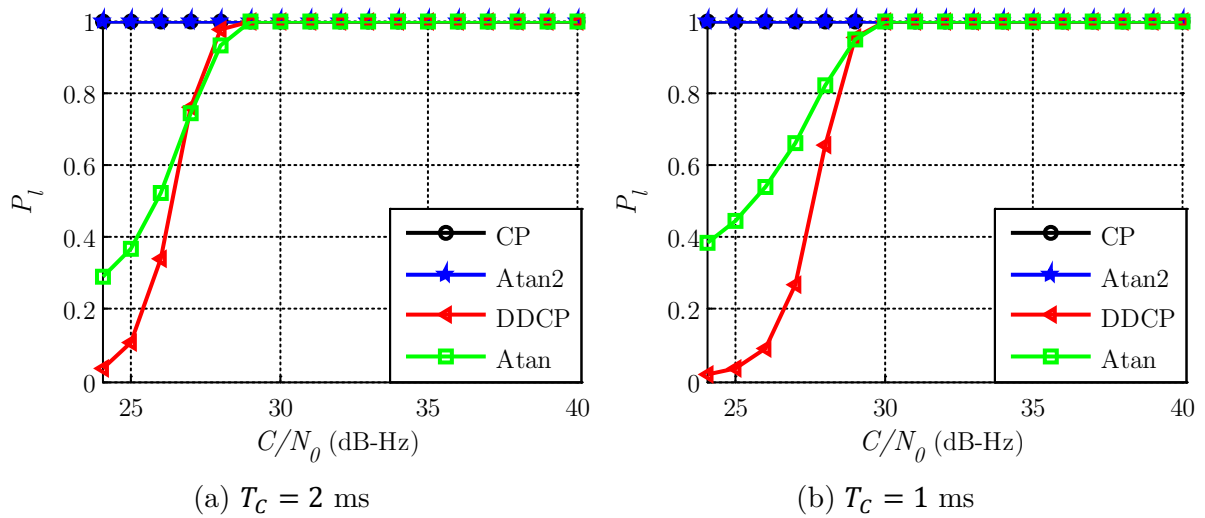 1
0.8
0.6
0.4
0.2
0
P_l
25
30
35
40
C/N_0 (dB-Hz)
CP
Atan2
DDCP
Atan
(a) T_C = 2 ms
1
0.8
0.6
0.4
0.2
0
P_l
25
30
35
40
C/N_0 (dB-Hz)
CP
Atan2
DDCP
Atan
(b) T_C = 1 ms